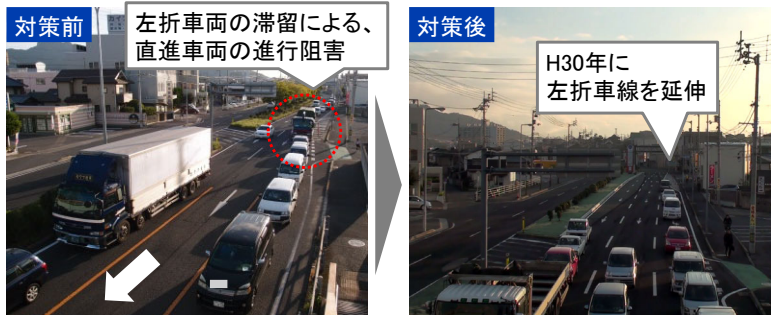 対策前
左折車両の滞留による、
直進車両の進行阻害
対策後
H30年に
左折車線を延伸